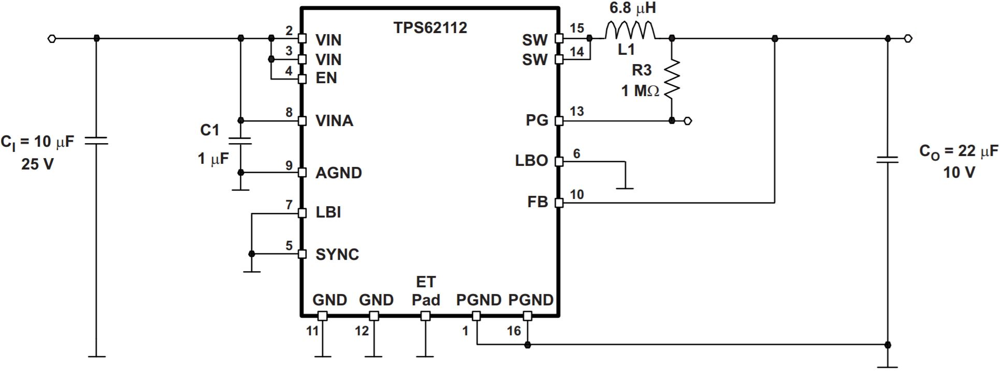 6.8 µH
TPS62112
2
VIN
SW
15
L1
3
VIN
SW
14
4
EN
R3
1 MΩ
8
VINA
PG
13
C1
1 µF
CI = 10 µF
25 V
LBO
6
CO = 22 µF
10 V
9
AGND
FB
10
7
LBI
5
SYNC
ET
GND
GND
Pad
PGND
PGND
11
12
1
16